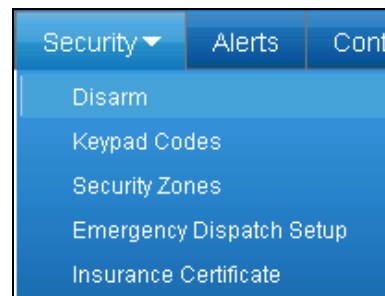 Security Alerts Cont
Disarm
Keypad Codes
Security Zones
Emergency Dispatch Setup
Insurance Certificate